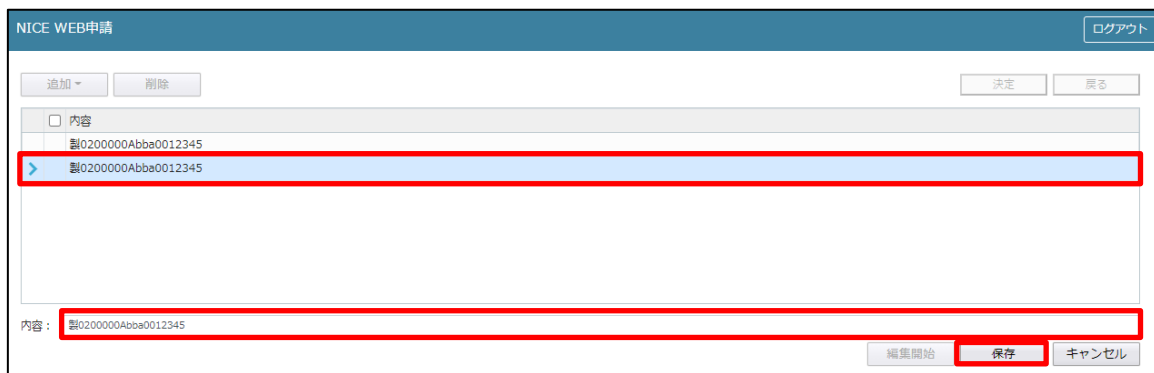 NICE WEB申請 ログアウト
追加 削除 決定 戻る
内容
製0200000Abba0012345
製0200000Abba0012345
内容： 製0200000Abba0012345
編集開始 保存 キャンセル